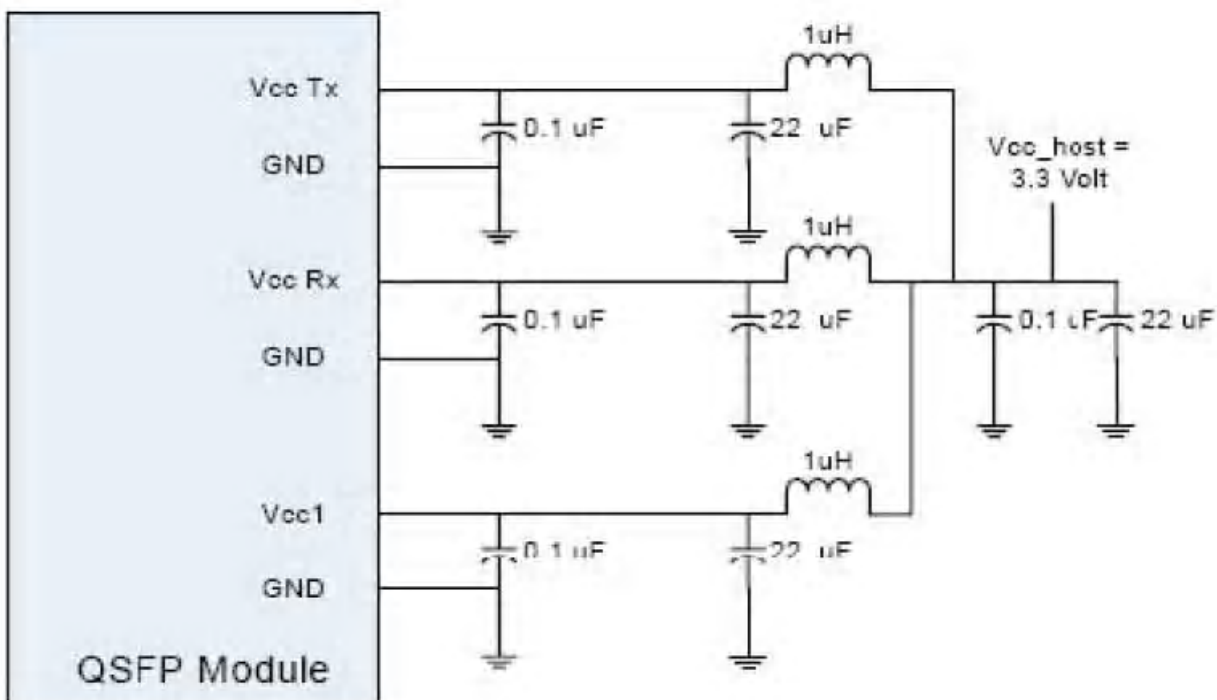 1uH
Vcc Tx
0.1 uF
22 uF
GND
Vcc_host =
3.3 Volt
1uH
Vcc Rx
0.1 uF
22 uF
0.1 uF
22 uF
GND
1uH
Vcc1
0.1 uF
22 uF
GND
QSFP Module